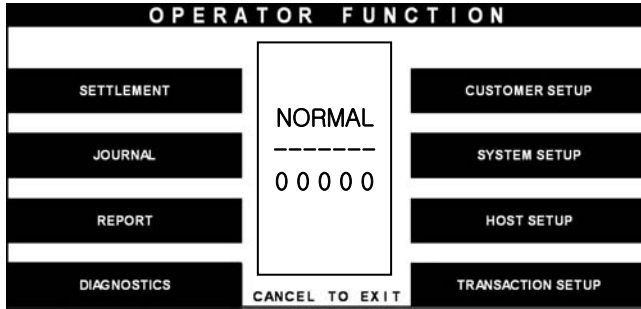 OPERATOR FUNCTION
SETTLEMENT
JOURNAL
REPORT
DIAGNOSTICS
NORMAL
-------
00000
CANCEL TO EXIT
CUSTOMER SETUP
SYSTEM SETUP
HOST SETUP
TRANSACTION SETUP